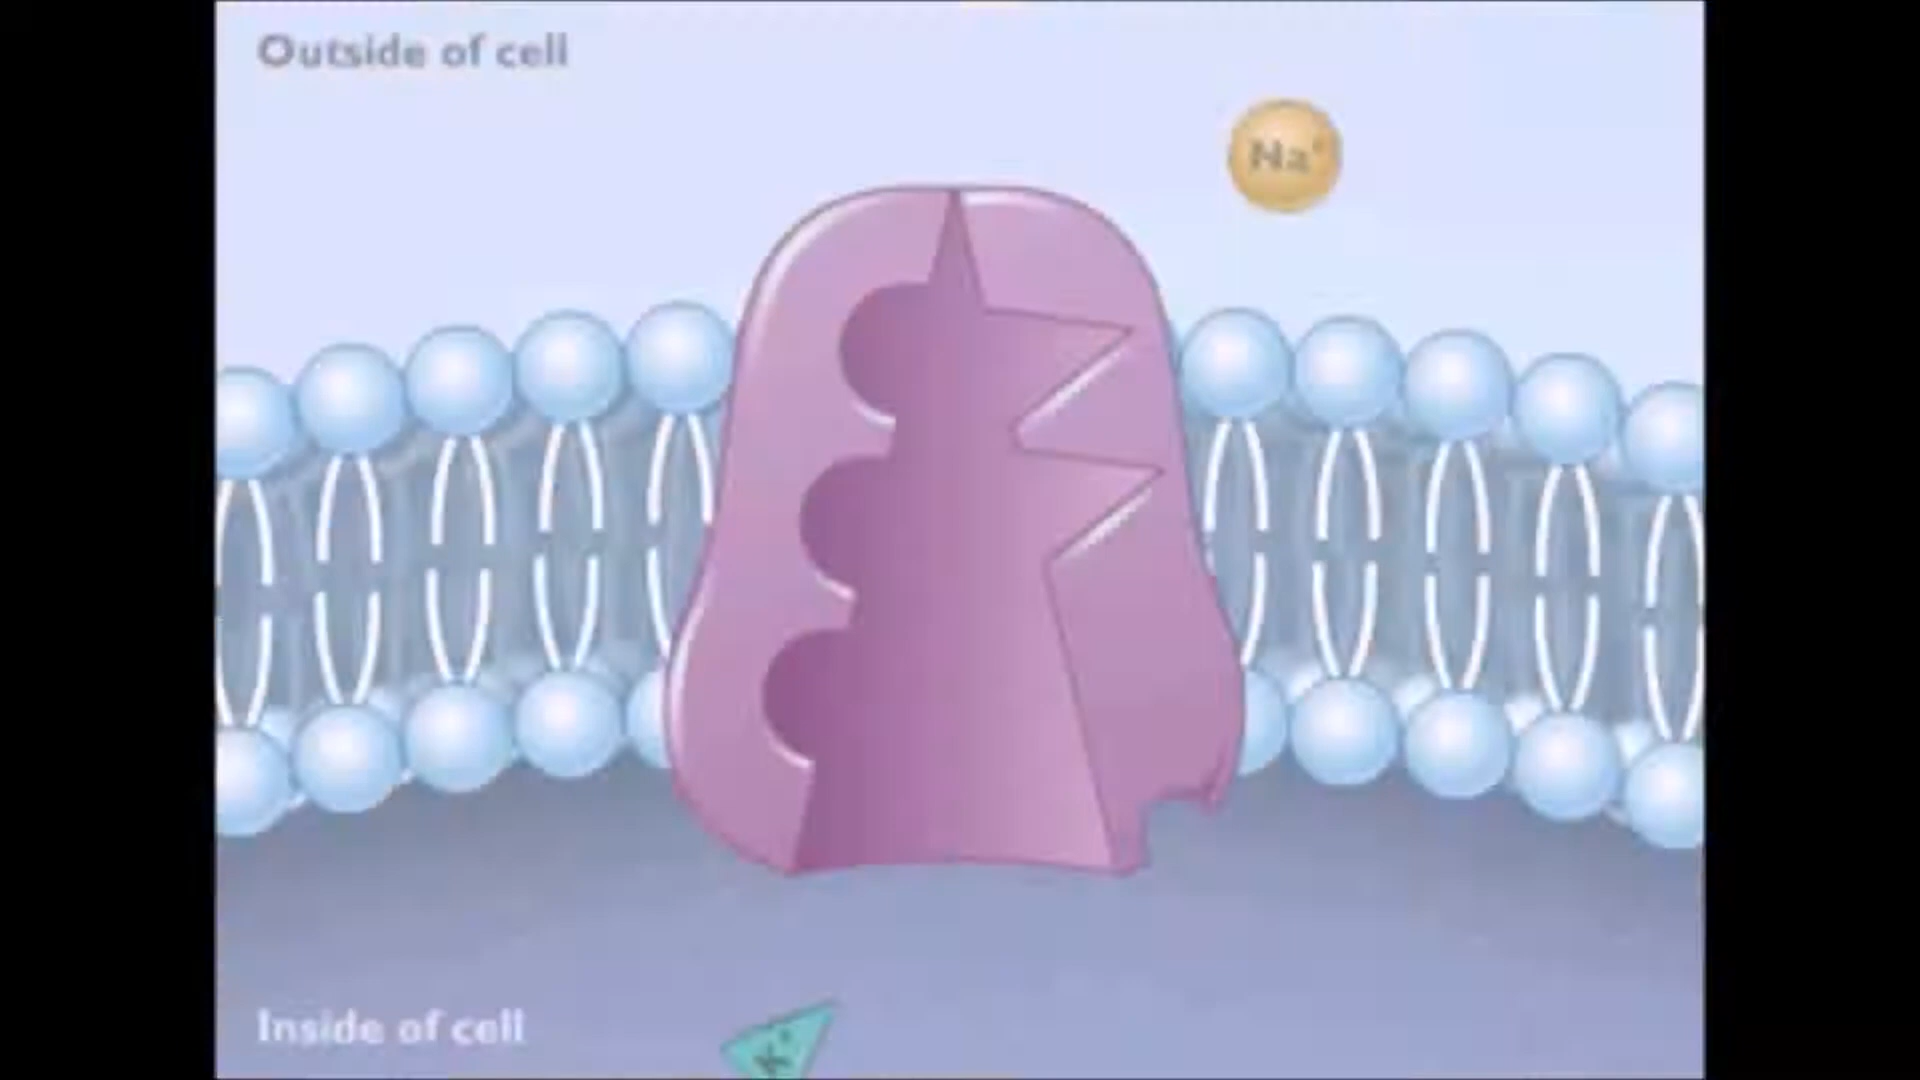 Outside of cell
Na⁺
Inside of cell
K⁺